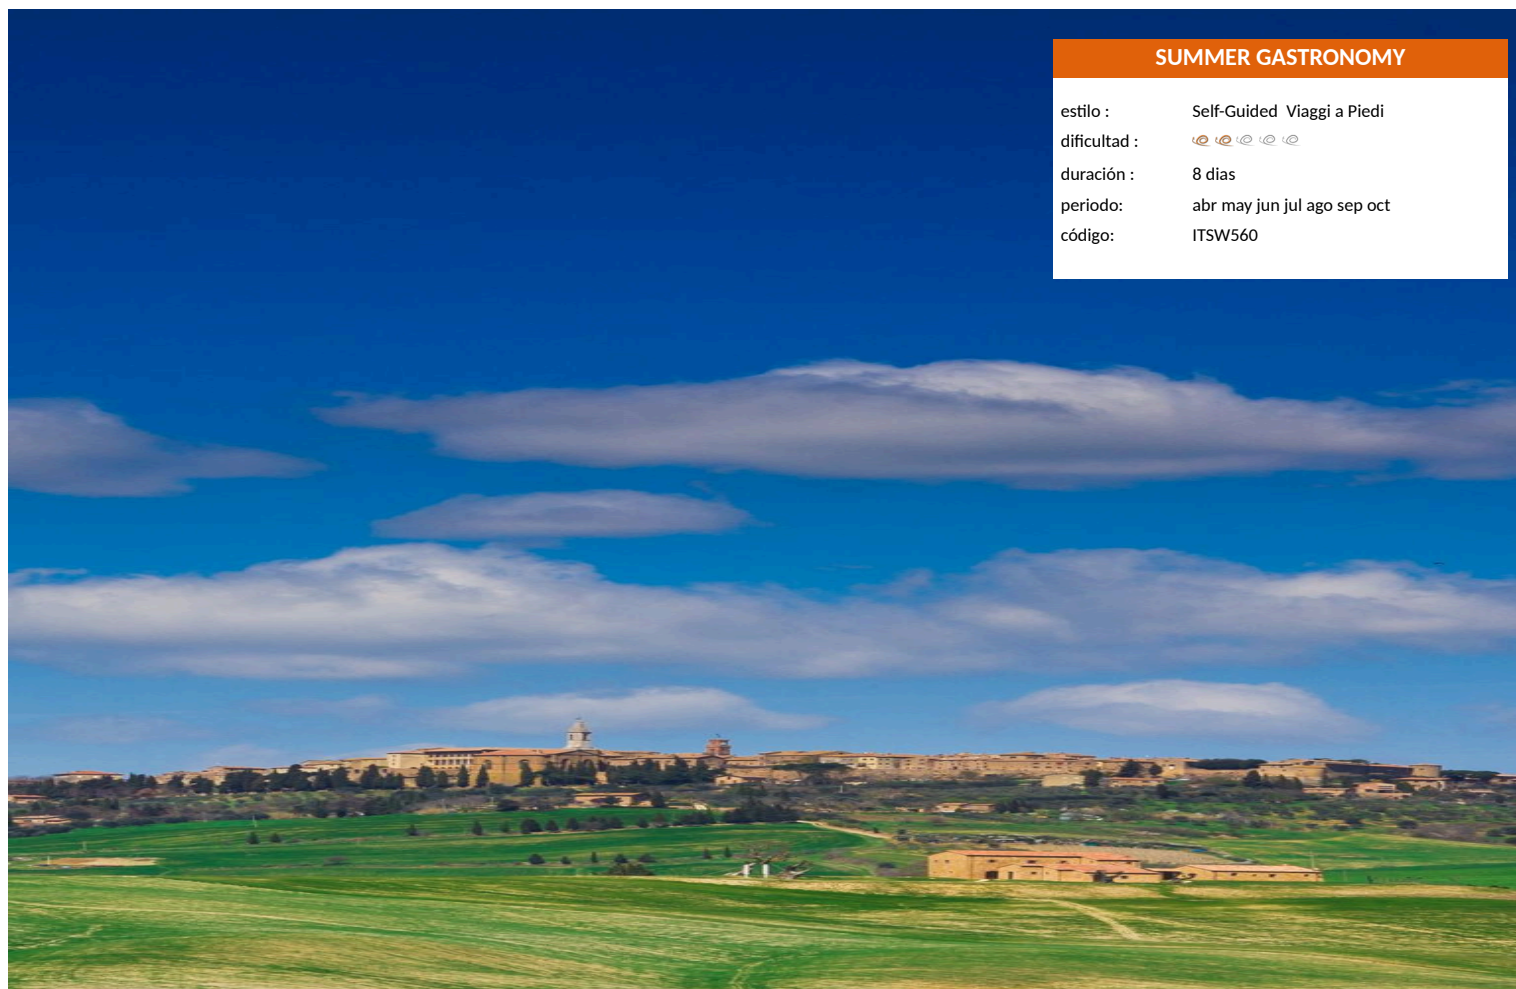 SUMMER GASTRONOMY
estilo : Self-Guided  Viaggi a Piedi
dificultad :
duración : 8 dias
periodo: abr may jun jul ago sep oct
código: ITSW560